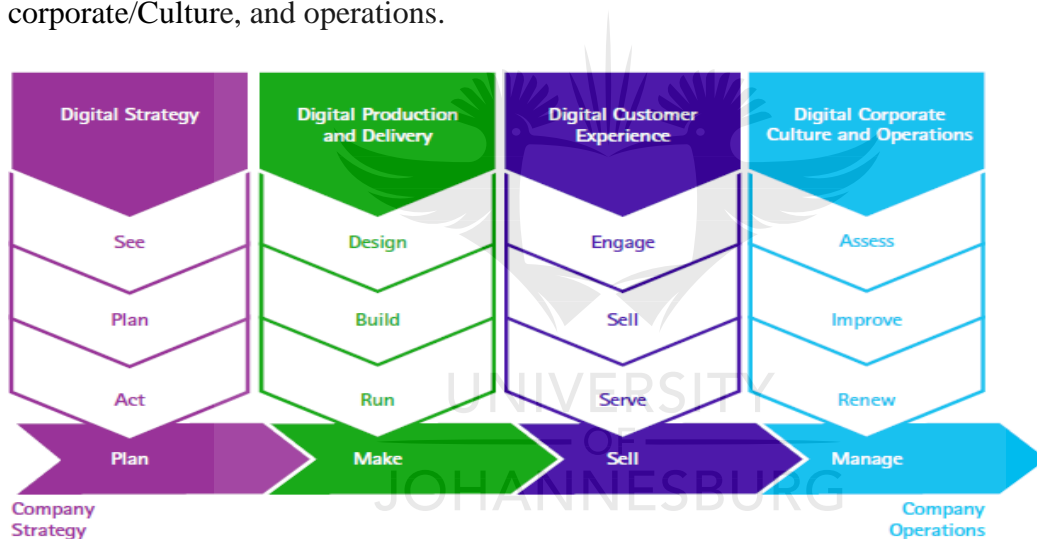 corporate/Culture, and operations.
Digital Strategy
See
Plan
Act
Digital Production
and Delivery
Design
Build
Run
Digital Customer
Experience
Engage
Sell
Serve
Digital Corporate
Culture and Operations
Assess
Improve
Renew
Plan
Make
Sell
Manage
Company
Strategy
Company
Operations
UNIVERSITY
OF
JOHANNESBURG